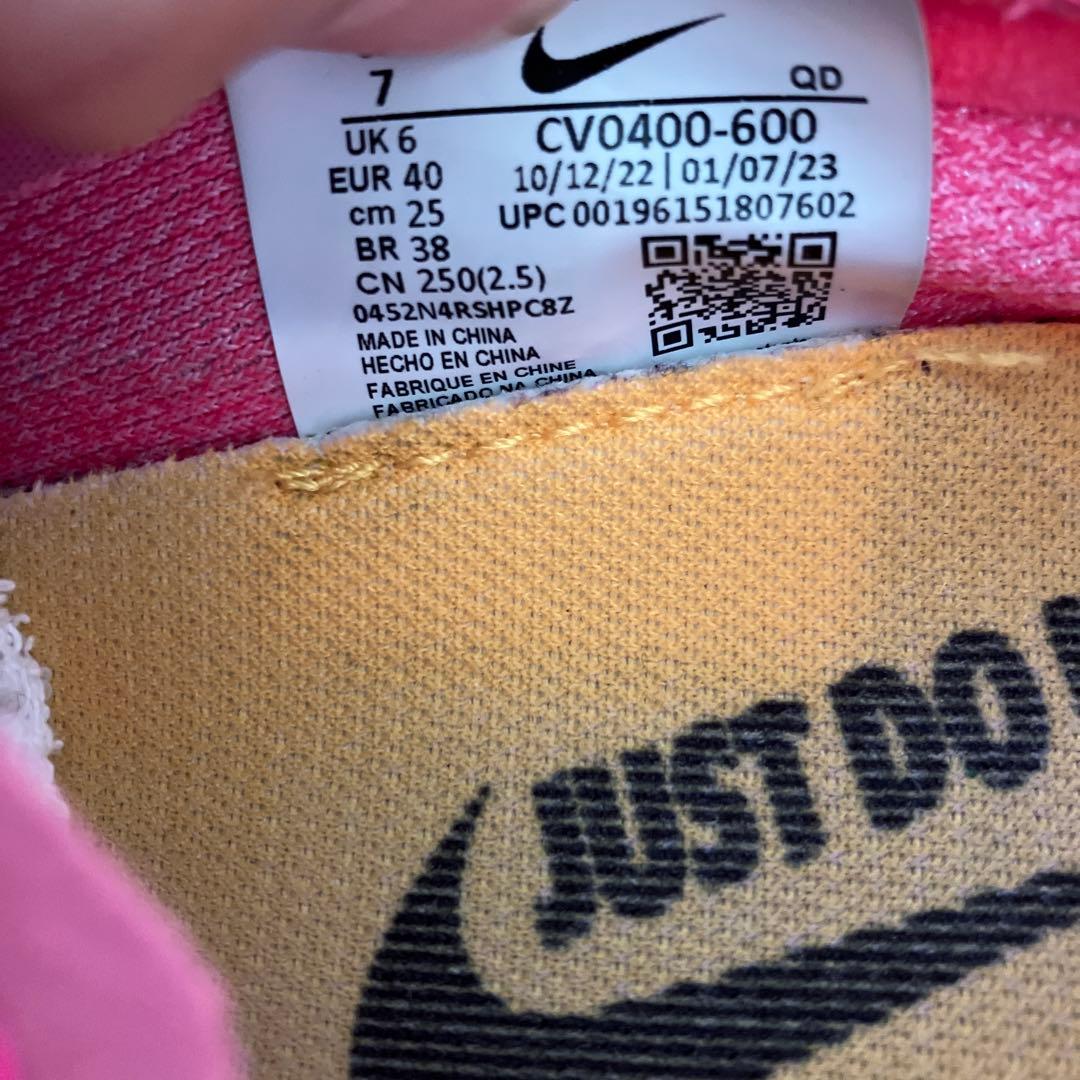 7 QD
UK 6 CV0400-600
EUR 40 10/12/22 | 01/07/23
cm 25 UPC 00196151807602
BR 38
CN 250(2.5)
0452N4RSHPC8Z
MADE IN CHINA
HECHO EN CHINA
FABRIQUE EN CHINE
FABRICADO NA CHINA
JUST DO